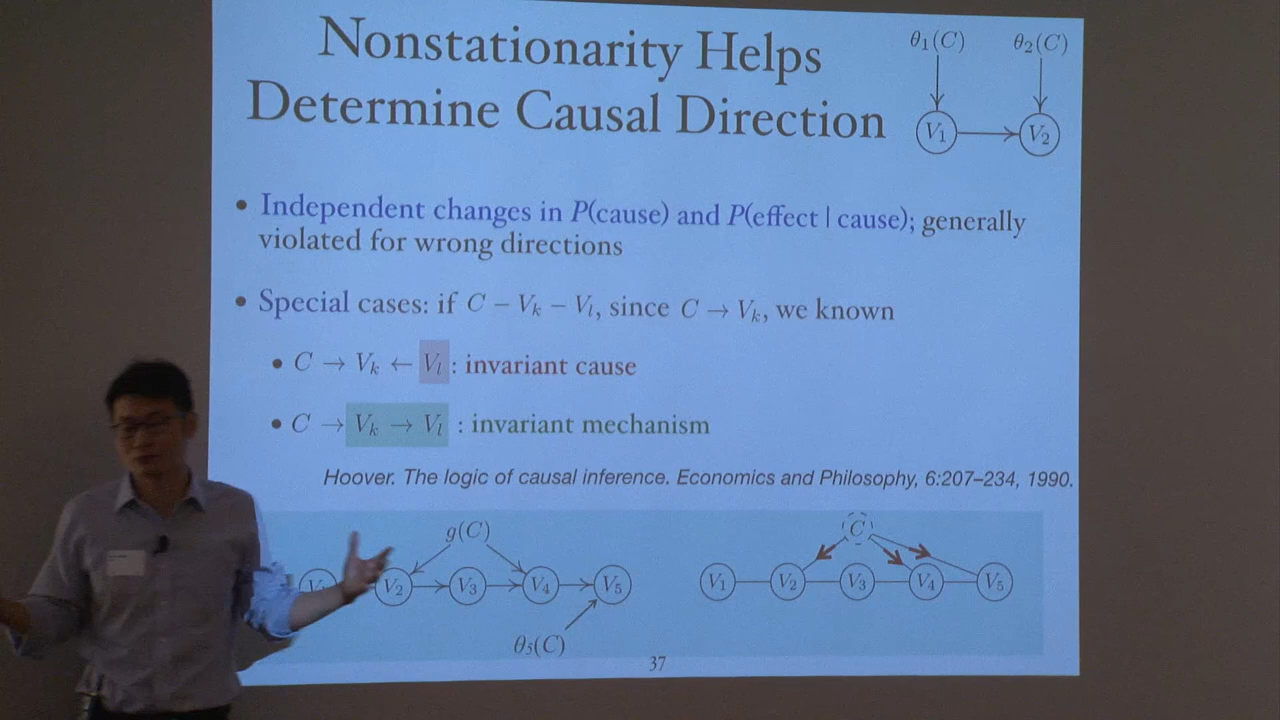 Nonstationarity Helps
Determine Causal Direction
θ₁(C) θ₂(C)
V₁ V₂
• Independent changes in P(cause) and P(effect | cause); generally
violated for wrong directions
• Special cases: if C − Vₖ − Vₗ, since C → Vₖ, we known
• C → Vₖ ← Vₗ : invariant cause
• C → Vₖ → Vₗ : invariant mechanism
Hoover. The logic of causal inference. Economics and Philosophy, 6:207–234, 1990.
g(C)
V₂ V₃ V₄ V₅
θ₅(C)
C
V₁ V₂ V₃ V₄ V₅
37